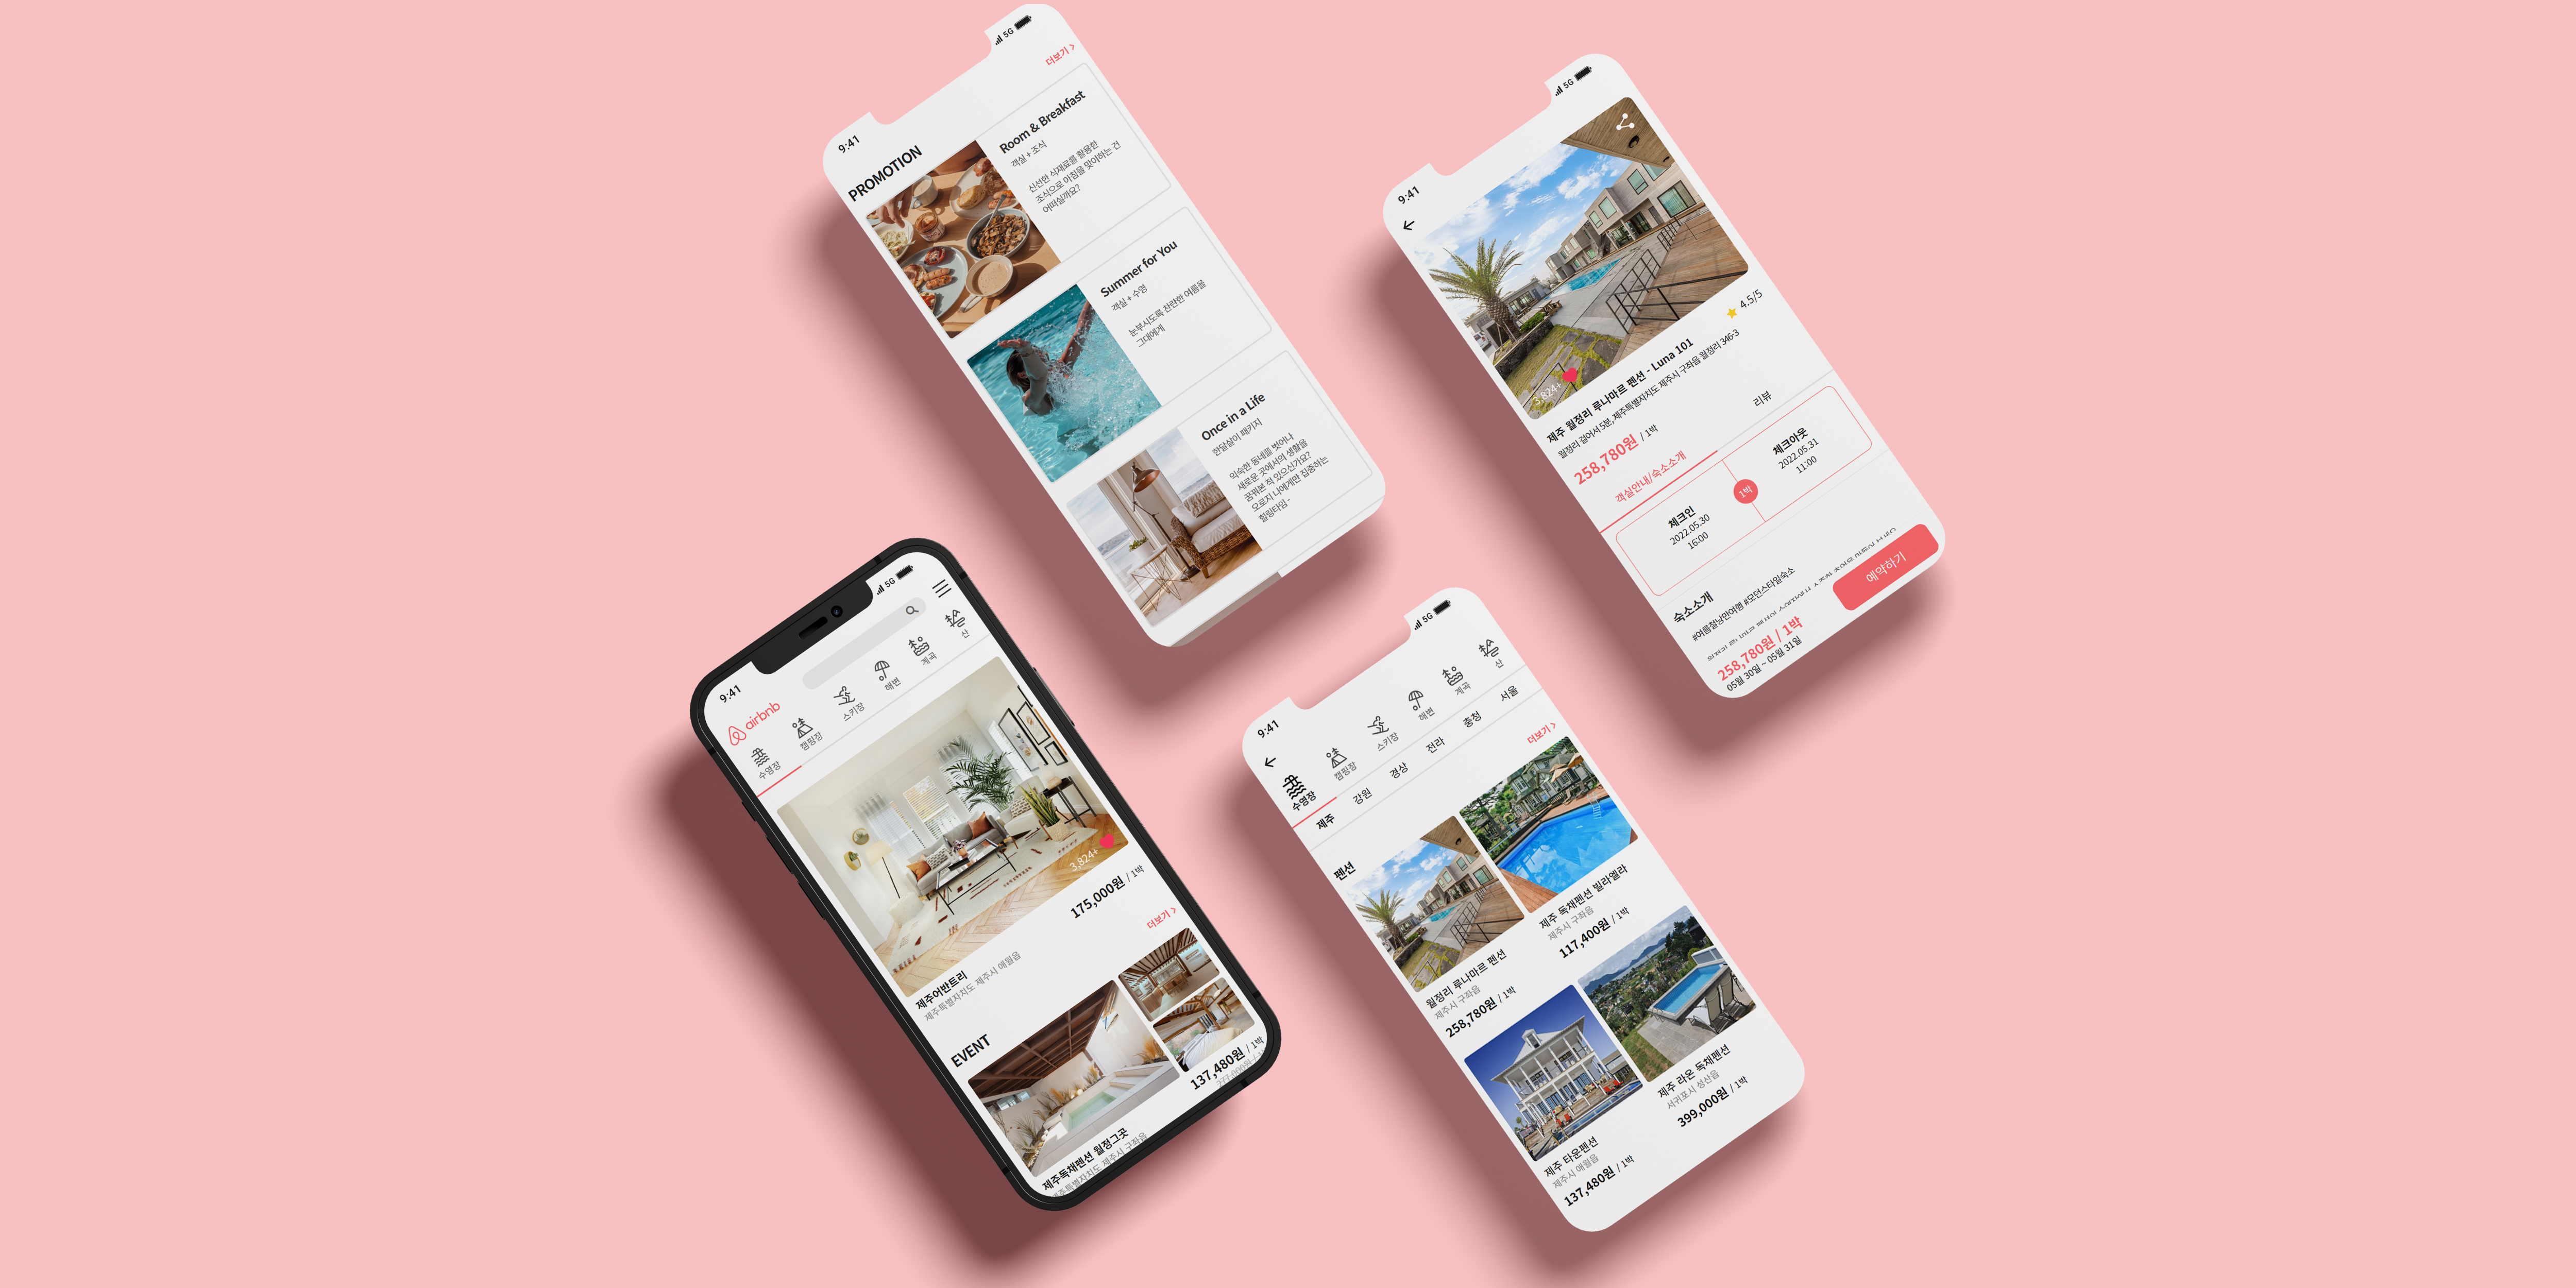 9:41
5G
더보기 >
PROMOTION
Room & Breakfast
객실 + 조식
신선한 식재료를 활용한
조식으로 아침을 맞이하는 건
어떠실까요?
Summer for You
객실 + 수영
눈부시도록 찬란한 여름을
그대에게
Once in a Life
한달살이 패키지
익숙한 동네를 벗어나
새로운 곳에서의 생활을
꿈꿔본 적 있으신가요?
오로지 나에게만 집중하는
힐링타임 -
9:41
5G
3,824+
4.5/5
제주 월정리 루나마르 펜션 - Luna 101
월정리 걸어서 5분, 제주특별자치도 제주시 구좌읍 월정리 346-3
258,780원 / 1박
객실안내/숙소소개
리뷰
체크인
2022.05.30
16:00
1박
체크아웃
2022.05.31
11:00
숙소소개
#여름찰낭만여행 #모던스타일숙소
258,780원 / 1박
05월 30일 ~ 05월 31일
예약하기
9:41
5G
airbnb
수영장
캠핑장
스키장
해변
계곡
산
3,824+
175,000원 / 1박
제주어반트리
제주특별자치도 제주시 애월읍
더보기 >
EVENT
137,480원 / 1박
제주독채펜션 월정그곳
제주특별자치도 제주시 구좌읍
9:41
5G
수영장
캠핑장
스키장
해변
계곡
산
제주
강원
경상
전라
충청
서울
더보기 >
펜션
월정리 루나마르 펜션
제주시 구좌읍
258,780원 / 1박
제주 독채펜션 빌라엘라
제주시 구좌읍
117,400원 / 1박
제주 타운펜션
제주시 애월읍
137,480원 / 1박
제주 라온 독채펜션
서귀포시 성산읍
399,000원 / 1박